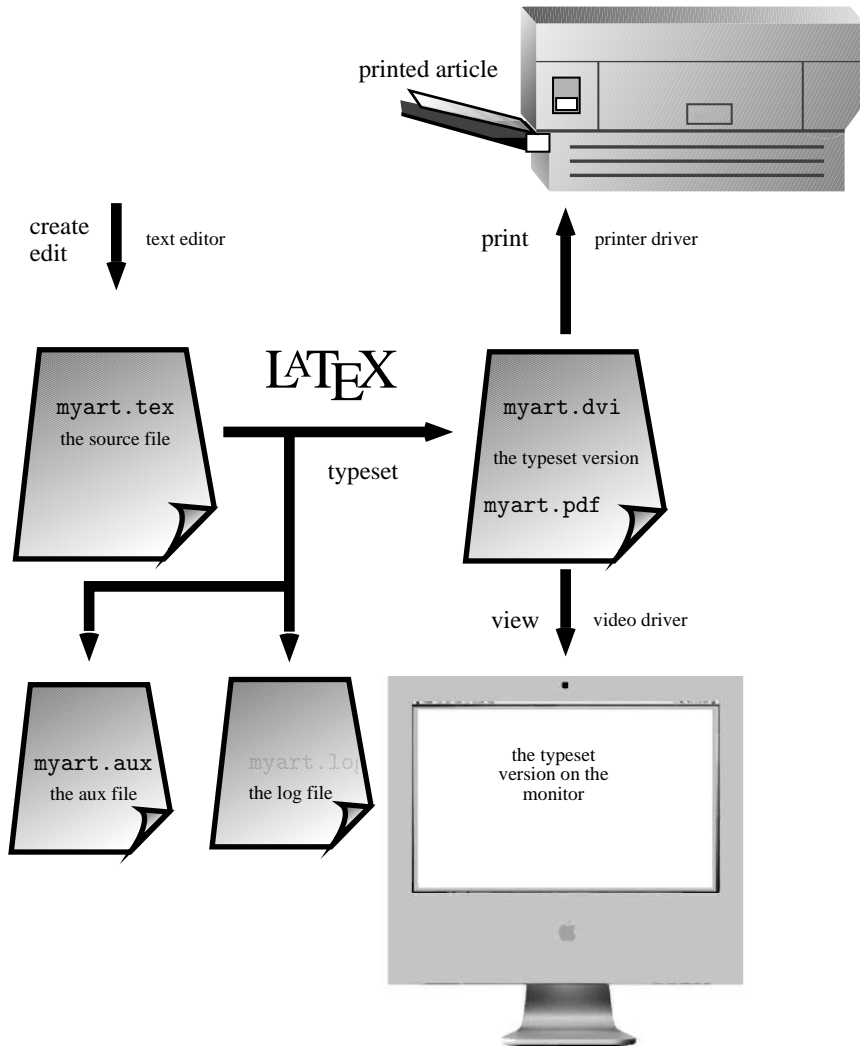 printed article
create
edit
text editor
print
printer driver
LATEX
myart.tex
the source file
typeset
myart.dvi
the typeset version
myart.pdf
view
video driver
myart.aux
the aux file
myart.log
the log file
the typeset
version on the
monitor